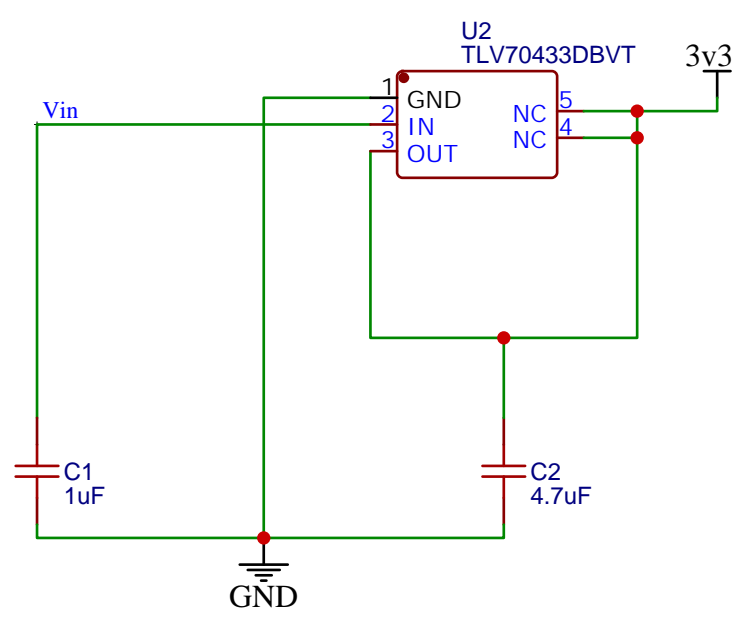 U2
TLV70433DBVT
3v3
Vin
1
GND
2
IN
3
OUT
NC
5
NC
4
C1
1uF
C2
4.7uF
GND